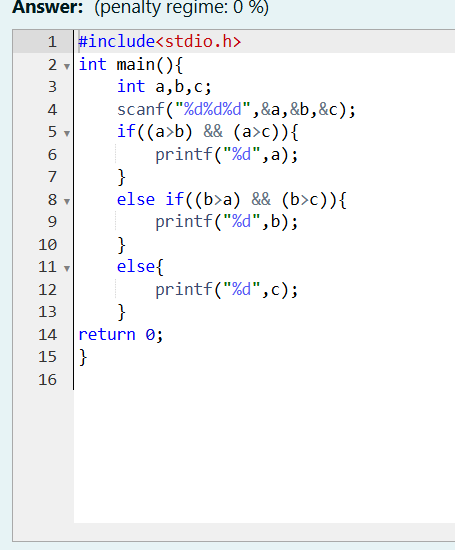 Answer: (penalty regime: 0 %)
1 #include<stdio.h>
2 int main(){
3     int a,b,c;
4     scanf("%d%d%d",&a,&b,&c);
5     if((a>b) && (a>c)){
6         printf("%d",a);
7     }
8     else if((b>a) && (b>c)){
9         printf("%d",b);
10     }
11     else{
12         printf("%d",c);
13     }
14 return 0;
15 }
16